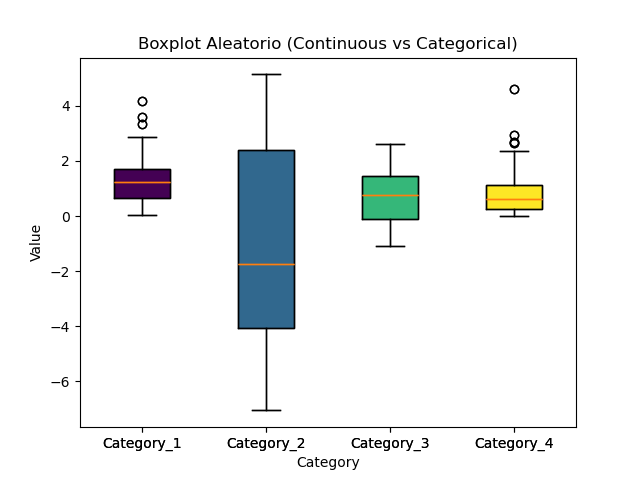 Boxplot Aleatorio (Continuous vs Categorical)
Value
4
2
0
−2
−4
−6
Category_1 Category_2 Category_3 Category_4
Category